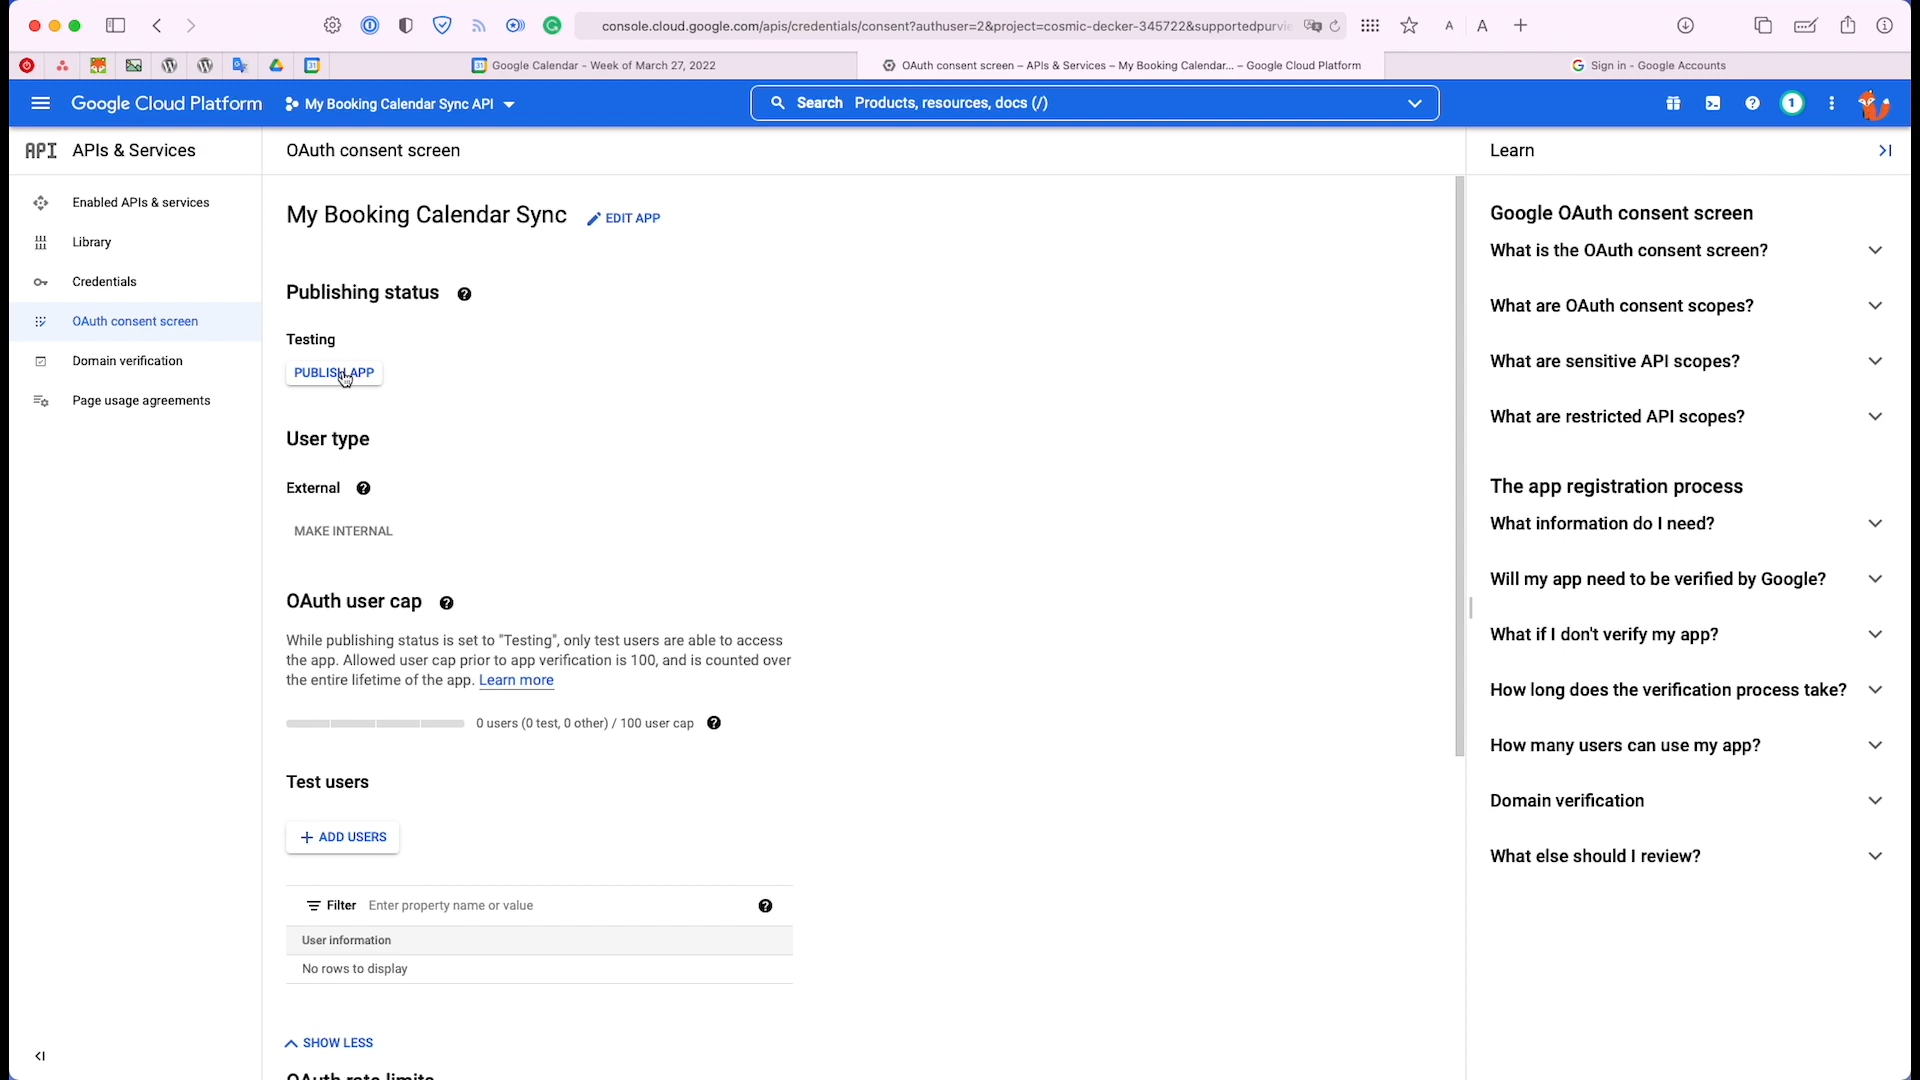 console.cloud.google.com/apis/credentials/consent?authuser=2&project=cosmic-decker-345722&supportedpurvie
A
A
Google Calendar - Week of March 27, 2022
OAuth consent screen – APIs & Services – My Booking Calendar... – Google Cloud Platform
Sign in - Google Accounts
Google Cloud Platform
My Booking Calendar Sync API
Search Products, resources, docs (/)
1
API APIs & Services
Enabled APIs & services
Library
Credentials
OAuth consent screen
Domain verification
Page usage agreements
OAuth consent screen
My Booking Calendar Sync
EDIT APP
Publishing status
Testing
PUBLISH APP
User type
External
MAKE INTERNAL
OAuth user cap
While publishing status is set to "Testing", only test users are able to access
the app. Allowed user cap prior to app verification is 100, and is counted over
the entire lifetime of the app. Learn more
0 users (0 test, 0 other) / 100 user cap
Test users
+ ADD USERS
Filter Enter property name or value
User information
No rows to display
SHOW LESS
OAuth rate limits
Learn
Google OAuth consent screen
What is the OAuth consent screen?
What are OAuth consent scopes?
What are sensitive API scopes?
What are restricted API scopes?
The app registration process
What information do I need?
Will my app need to be verified by Google?
What if I don't verify my app?
How long does the verification process take?
How many users can use my app?
Domain verification
What else should I review?